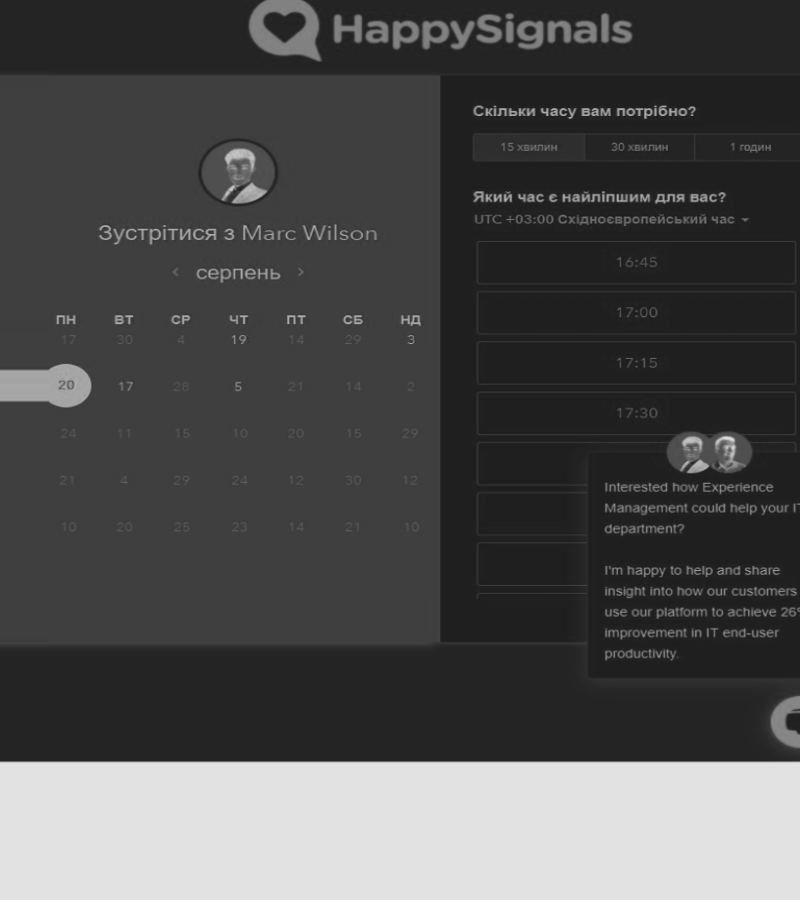 HappySignals
Зустрітися з Marc Wilson
серпень
ПН ВТ СР ЧТ ПТ СБ НД
17 30 4 19 14 29 3
20 17 28 5 21 14 2
24 11 15 10 20 15 29
21 4 29 24 12 30 12
10 20 25 23 14 21 10
Скільки часу вам потрібно?
15 хвилин 30 хвилин 1 годин
Який час є найліпшим для вас?
UTC +03:00 Східноєвропейський час
16:45
17:00
17:15
17:30
Interested how Experience
Management could help your IT
department?
I'm happy to help and share
insight into how our customers
use our platform to achieve 26%
improvement in IT end-user
productivity.